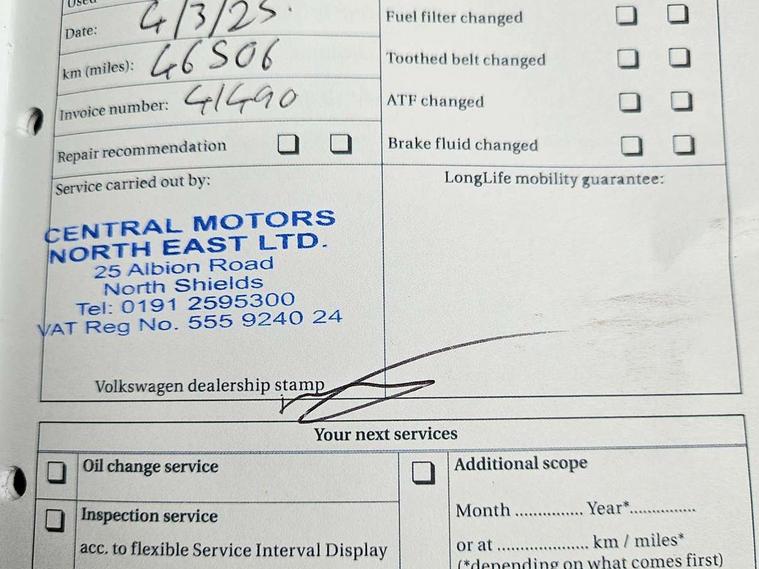 Used
Date: 4/3/25.
km (miles): 46506
Invoice number: 41490
Repair recommendation
Fuel filter changed
Toothed belt changed
ATF changed
Brake fluid changed
Service carried out by:
LongLife mobility guarantee:
CENTRAL MOTORS
NORTH EAST LTD.
25 Albion Road
North Shields
Tel: 0191 2595300
VAT Reg No. 555 9240 24
Volkswagen dealership stamp
Your next services
Oil change service
Inspection service
acc. to flexible Service Interval Display
Additional scope
Month ............... Year*...............
or at .................... km / miles*
(*depending on what comes first)